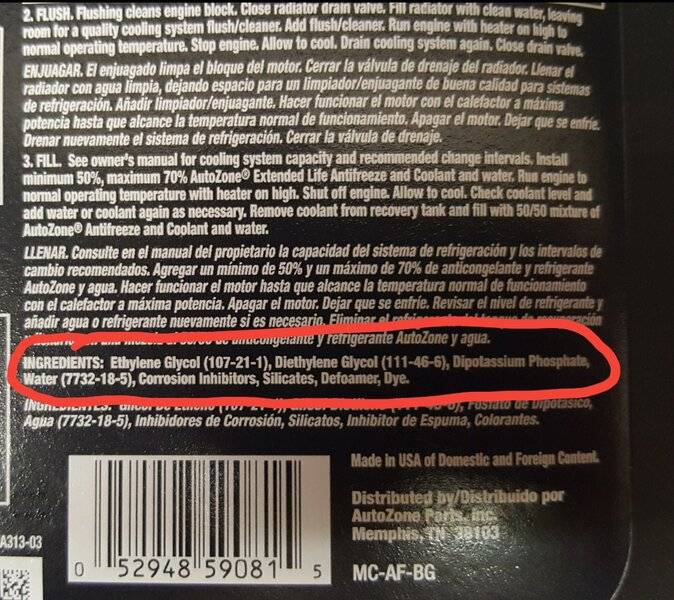 2. FLUSH. Flushing cleans engine block. Close radiator drain valve. Fill radiator with clean water, leaving
room for a quality cooling system flush/cleaner. Add flush/cleaner. Run engine with heater on high to
normal operating temperature. Stop engine. Allow to cool. Drain cooling system again. Close drain valve.
ENJUAGAR. El enjuagado limpa el bloque del motor. Cerrar la válvula de drenaje del radiador. Llenar el
radiador con agua limpia, dejando espacio para un limpiador/enjuagante de buena calidad para sistemas
de refrigeración. Añadir limpiador/enjuagante. Hacer funcionar el motor con el calefactor a máxima
potencia hasta que alcance la temperatura normal de funcionamiento. Apagar el motor. Dejar que se enfríe.
Drenar nuevamente el sistema de refrigeración. Cerrar la válvula de drenaje.
3. FILL. See owner's manual for cooling system capacity and recommended change intervals. Install
minimum 50%, maximum 70% AutoZone® Extended Life Antifreeze and Coolant and water. Run engine to
normal operating temperature with heater on high. Shut off engine. Allow to cool. Check coolant level and
add water or coolant again as necessary. Remove coolant from recovery tank and fill with 50/50 mixture of
AutoZone® Antifreeze and Coolant and water.
LLENAR. Consulte en el manual del propietario la capacidad del sistema de refrigeración y los intervalos de
cambio recomendados. Agregar un mínimo de 50% y un máximo de 70% de anticongelante y refrigerante
AutoZone y agua. Hacer funcionar el motor hasta que alcance la temperatura normal de funcionamiento
con el calefactor a máxima potencia. Apagar el motor. Dejar que se enfríe. Revisar el nivel de refrigerante y
añadir agua o refrigerante nuevamente si es necesario. Eliminar el
anticongelante y refrigerante AutoZone y agua.
INGREDIENTS: Ethylene Glycol (107-21-1), Diethylene Glycol (111-46-6), Dipotassium Phosphate,
Water (7732-18-5), Corrosion Inhibitors, Silicates, Defoamer, Dye.
INGREDIENTES: Fosfato de Dipotásico,
Agua (7732-18-5), Inhibidores de Corrosión, Silicatos, Inhibitor de Espuma, Colorantes.
Made in USA of Domestic and Foreign Content.
Distributed by/Distribuido por
AutoZone Parts, Inc.
Memphis, TN 38103
MC-AF-BG
A313-03
0 52948 59081 5